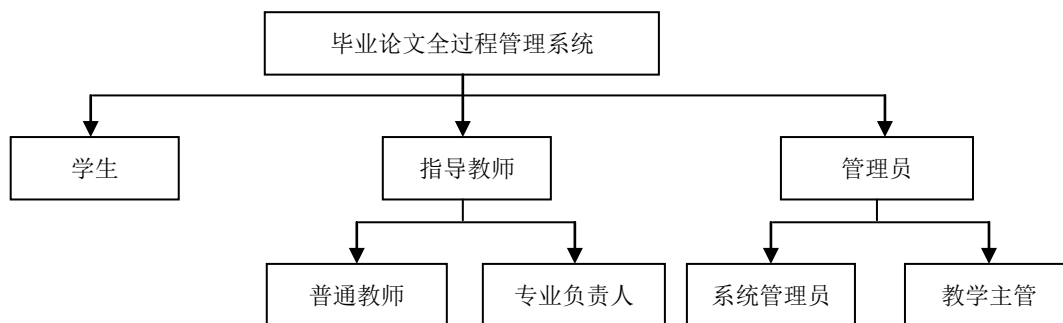 毕业论文全过程管理系统
学生
指导教师
管理员
普通教师
专业负责人
系统管理员
教学主管